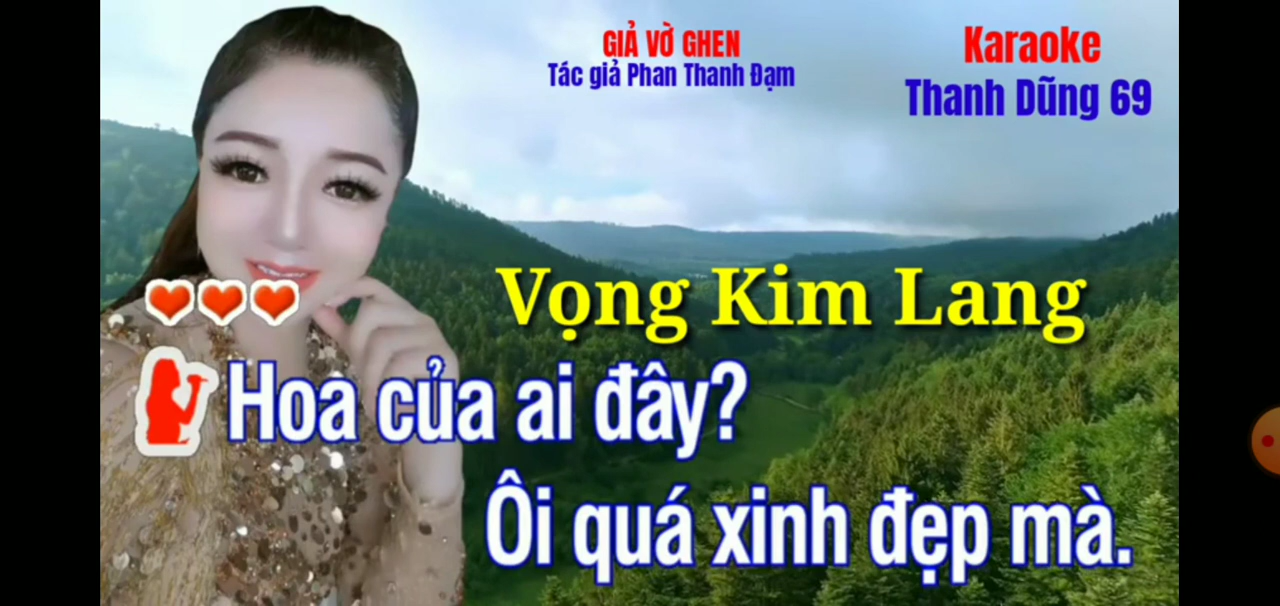 GIẢ VỜ GHEN
Tác giả Phan Thanh Đạm
Karaoke
Thanh Dũng 69
Vọng Kim Lang
Hoa của ai đây?
Ôi quá xinh đẹp mà.